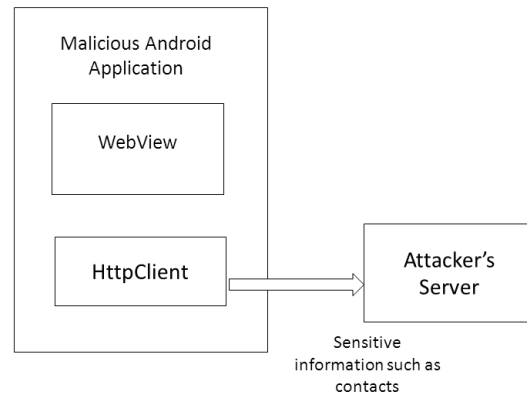 Malicious Android
Application
WebView
HttpClient
Attacker's
Server
Sensitive
information such as
contacts